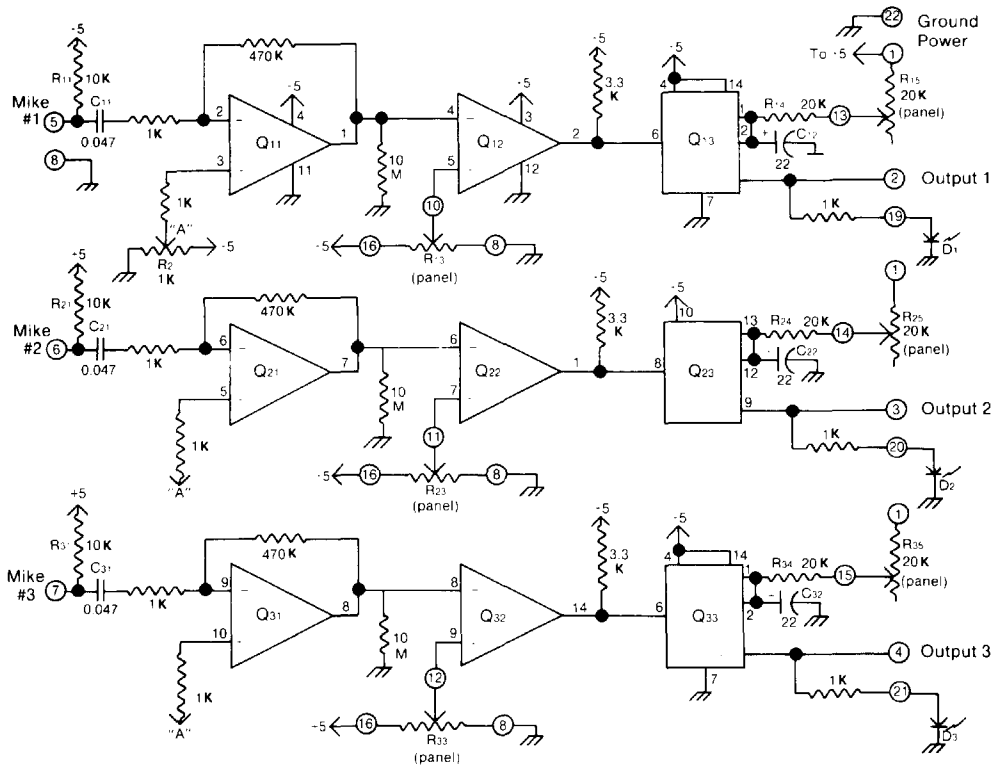 -5
-5
22
Ground
Power
470 K
To -5
1
R11
10K
-5
3.3
K
4
14
R15
20K
(panel)
Mike
#1
5
C11
0.047
1K
2
-
4
Q11
1
4
-
-5
3
Q12
2
6
Q13
1
2
R14
20K
13
+
C12
22
8
3
-
11
10
M
5
-
12
10
7
2
Output 1
1K
19
D1
1K
"A"
-5
R2
1K
-5
16
R13
(panel)
8
+5
R21
10K
470K
-5
3.3
K
-5
10
1
R25
20K
(panel)
Mike
#2
6
C21
0.047
1K
6
-
Q21
7
6
-
Q22
1
8
Q23
13
12
R24
20K
14
C22
22
5
-
10
M
7
-
11
9
3
Output 2
1K
20
D2
1K
"A"
-5
16
R23
(panel)
8
+5
R31
10K
470K
-5
3.3
K
-5
4
14
1
R35
20K
(panel)
Mike
#3
7
C31
0.047
1K
9
-
Q31
8
8
-
Q32
14
6
Q33
1
2
R34
20K
15
C32
22
10
-
10
M
9
-
12
7
4
Output 3
1K
21
D3
1K
"A"
+5
16
R33
(panel)
8